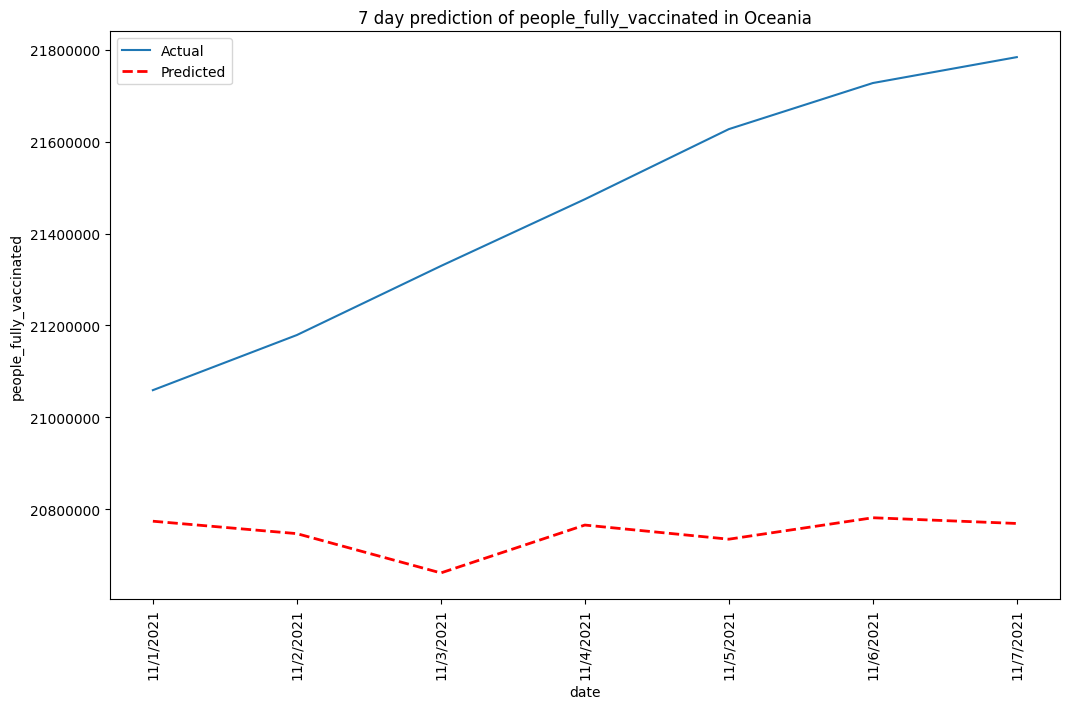 7 day prediction of people_fully_vaccinated in Oceania
Actual
Predicted
21800000
21600000
21400000
21200000
21000000
20800000
people_fully_vaccinated
11/1/2021
11/2/2021
11/3/2021
11/4/2021
11/5/2021
11/6/2021
11/7/2021
date